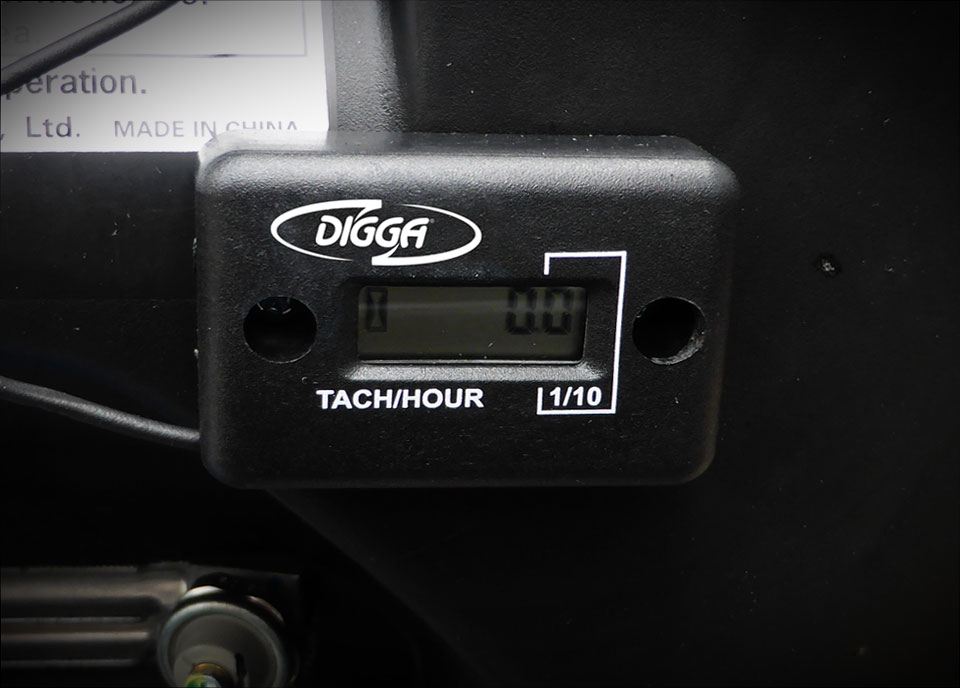 peration.
, Ltd. MADE IN CHINA
DIGGA
0.0
TACH/HOUR
1/10